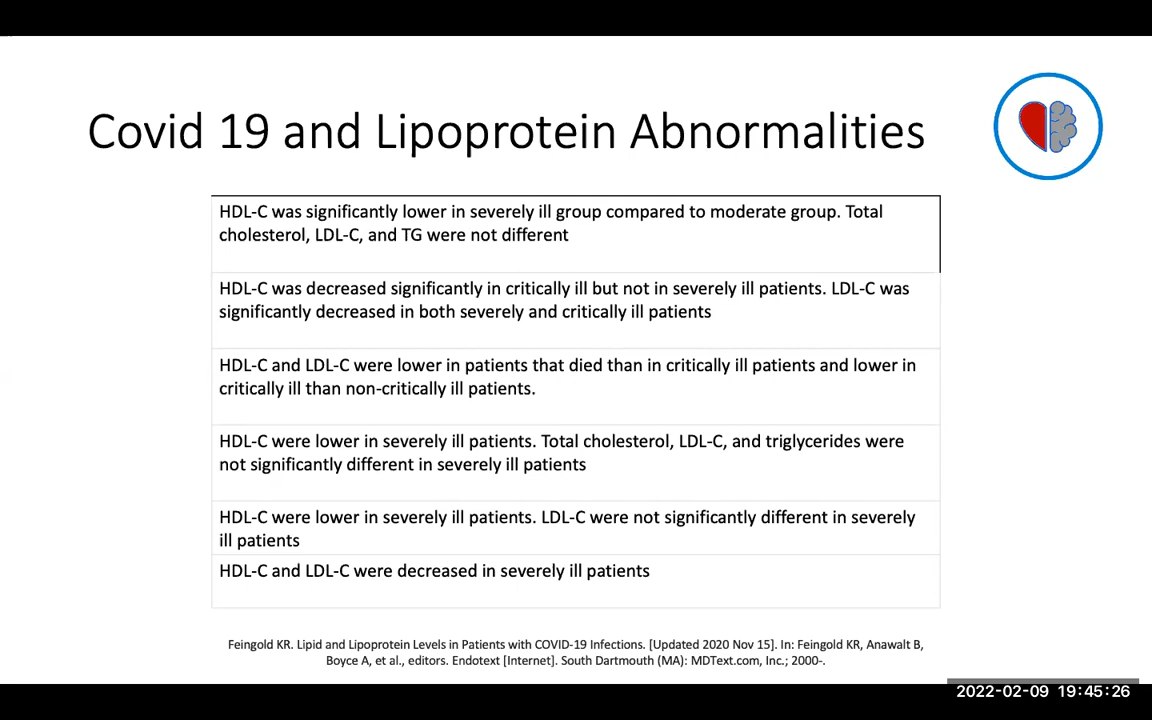 Covid 19 and Lipoprotein Abnormalities
HDL-C was significantly lower in severely ill group compared to moderate group. Total
cholesterol, LDL-C, and TG were not different
HDL-C was decreased significantly in critically ill but not in severely ill patients. LDL-C was
significantly decreased in both severely and critically ill patients
HDL-C and LDL-C were lower in patients that died than in critically ill patients and lower in
critically ill than non-critically ill patients.
HDL-C were lower in severely ill patients. Total cholesterol, LDL-C, and triglycerides were
not significantly different in severely ill patients
HDL-C were lower in severely ill patients. LDL-C were not significantly different in severely
ill patients
HDL-C and LDL-C were decreased in severely ill patients
Feingold KR. Lipid and Lipoprotein Levels in Patients with COVID-19 Infections. [Updated 2020 Nov 15]. In: Feingold KR, Anawalt B,
Boyce A, et al., editors. Endotext [Internet]. South Dartmouth (MA): MDText.com, Inc.; 2000-.
2022-02-09 19:45:26